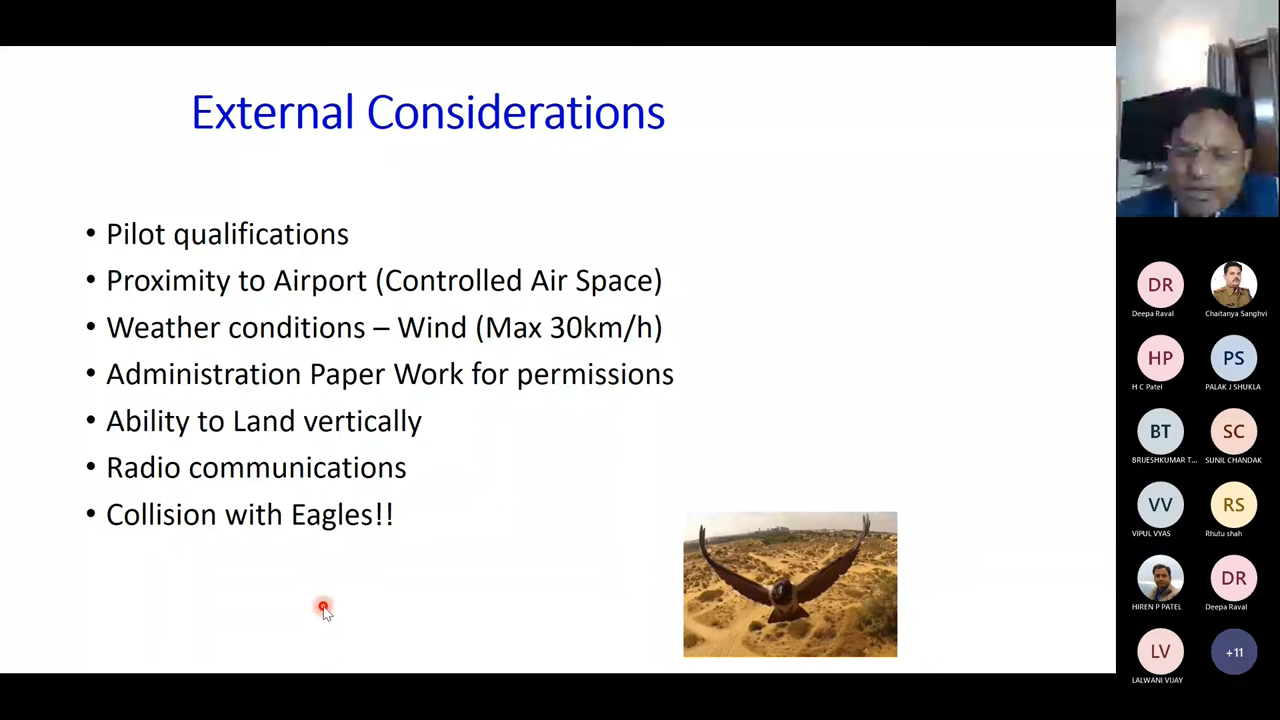 External Considerations
• Pilot qualifications
• Proximity to Airport (Controlled Air Space)
• Weather conditions – Wind (Max 30km/h)
• Administration Paper Work for permissions
• Ability to Land vertically
• Radio communications
• Collision with Eagles!!
DR
Deepa Raval
Chaitanya Sanghvi
HP
PS
H C Patel
PALAK J SHUKLA
BT
SC
BRIJESHKUMAR T...
SUNIL CHANDAK
VV
RS
VIPUL VYAS
Rhutu shah
DR
HIREN P PATEL
Deepa Raval
LV
+11
LALWANI VIJAY